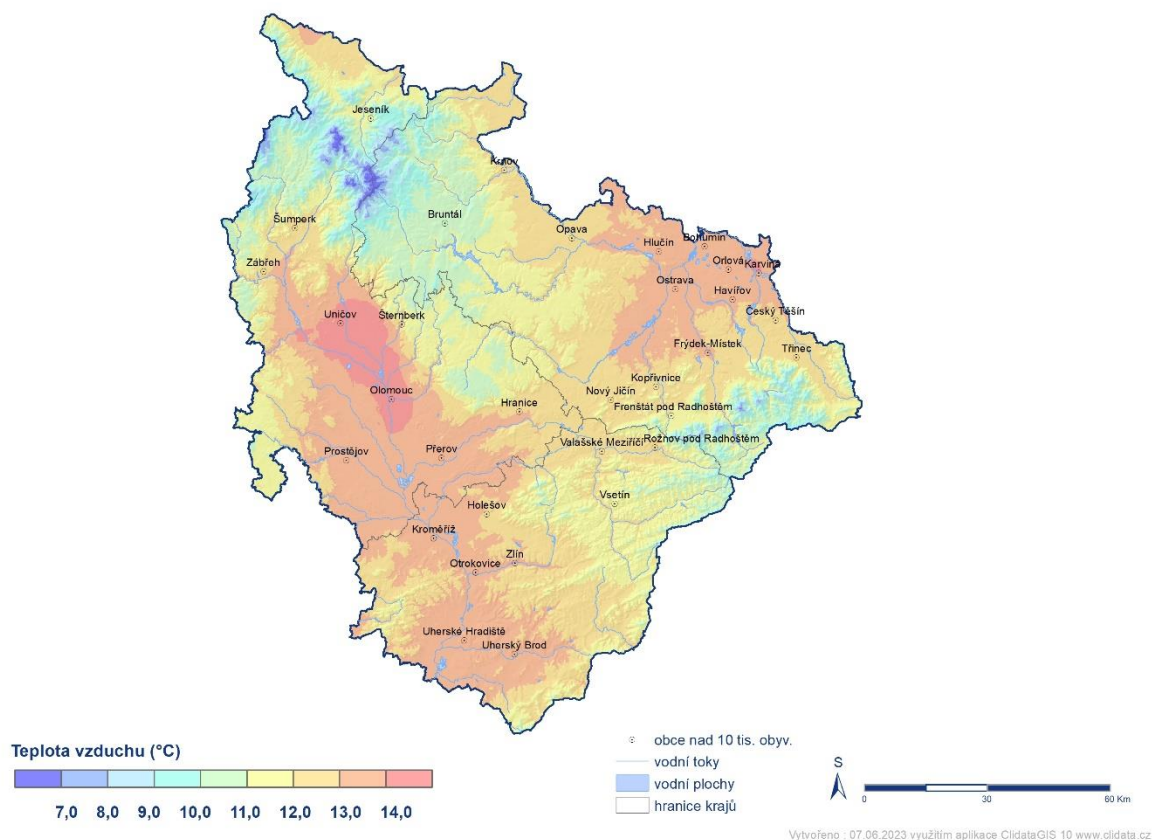 Jeseník
Krnov
Bruntál
Šumperk
Opava
Hlučín
Bohumín
Zábřeh
Orlová
Karviná
Ostrava
Havířov
Uničov
Šternberk
Český Těšín
Frýdek-Místek
Třinec
Kopřivnice
Olomouc
Nový Jičín
Hranice
Frenštát pod Radhoštěm
Valašské Meziříčí
Rožnov pod Radhoštěm
Prostějov
Přerov
Vsetín
Holešov
Kroměříž
Zlín
Otrokovice
Uherské Hradiště
Uherský Brod
Teplota vzduchu (°C)
7,0 8,0 9,0 10,0 11,0 12,0 13,0 14,0
obce nad 10 tis. obyv.
vodní toky
vodní plochy
hranice krajů
S
0 30 60 Km
Vytvořeno : 07.06.2023 využitím aplikace ClidataGIS 10 www.clidata.cz